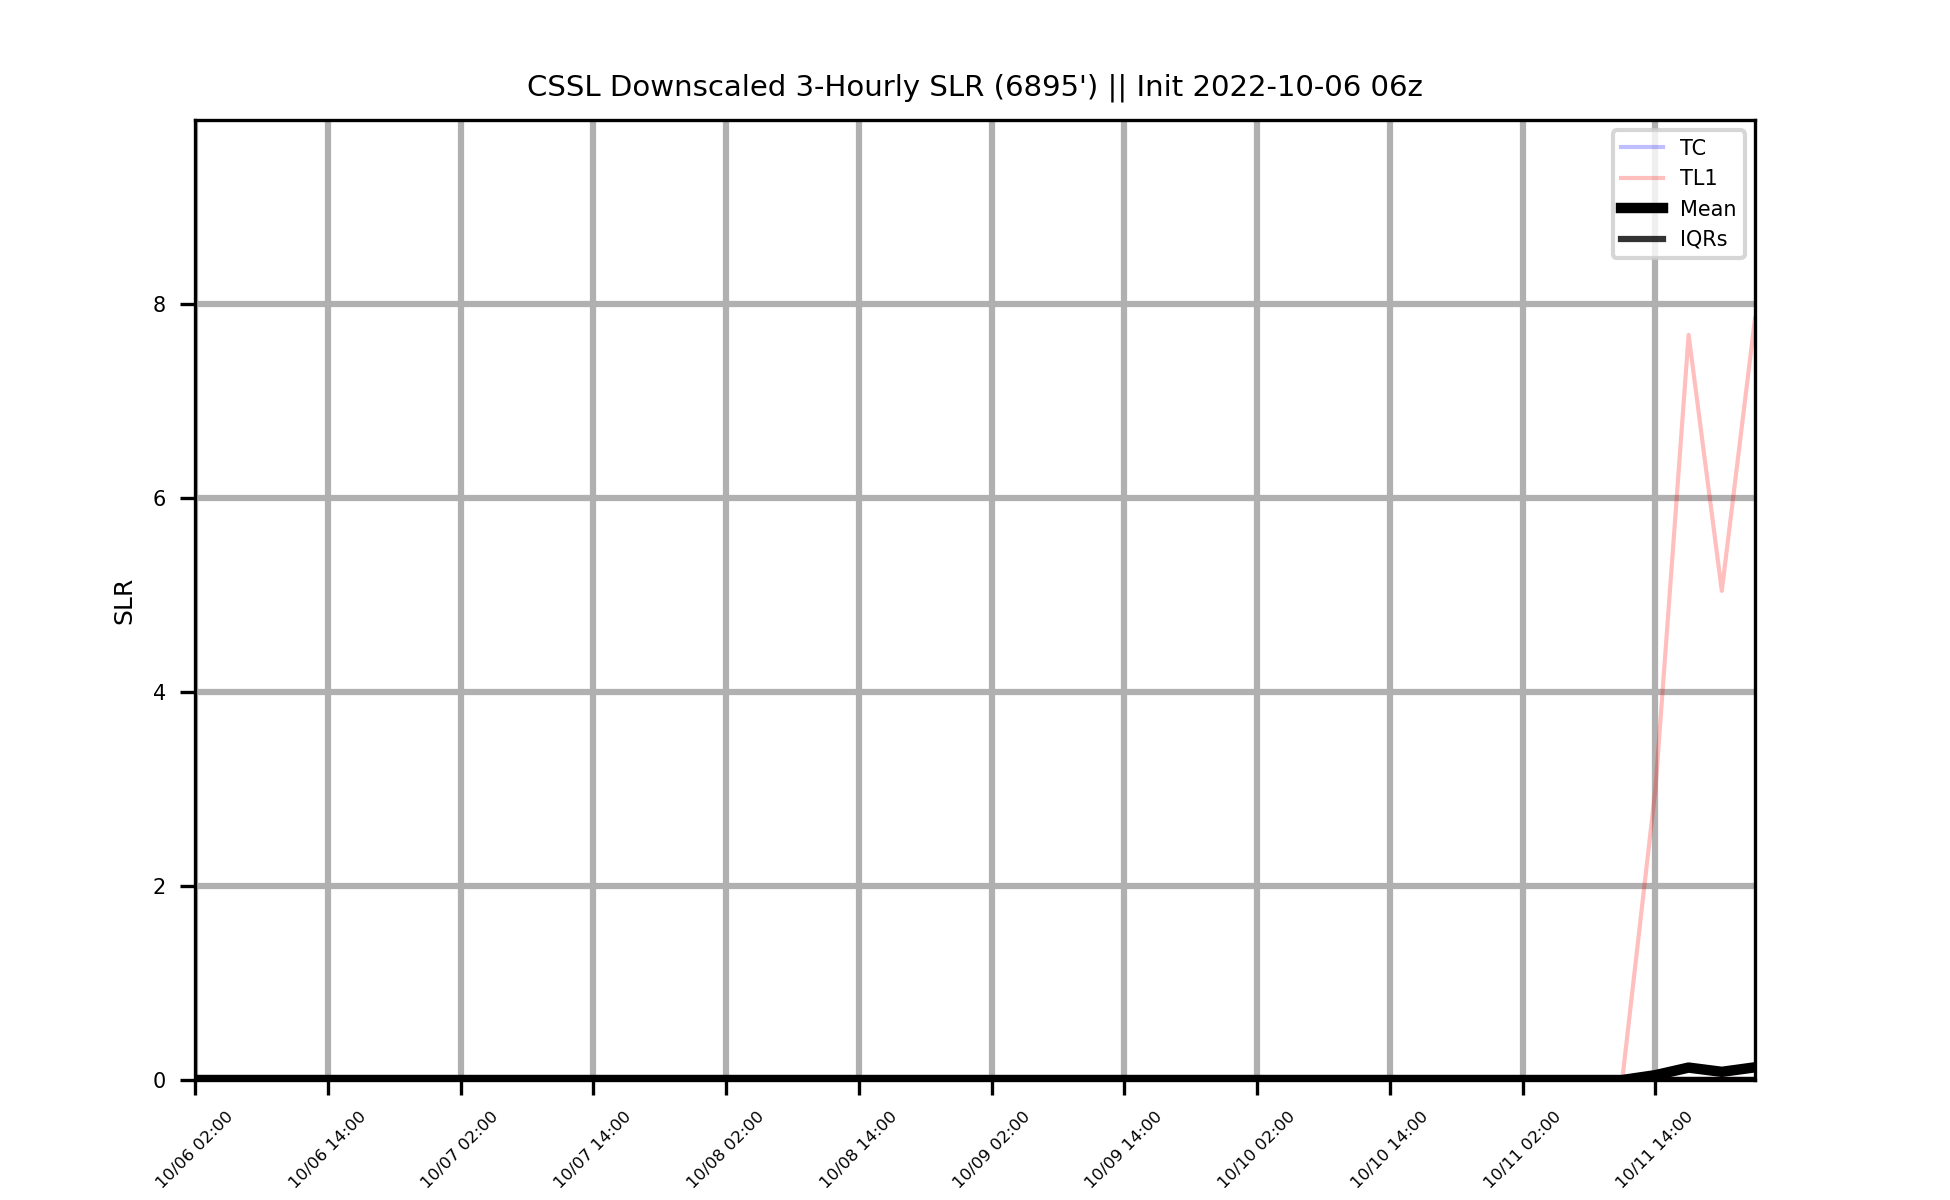 CSSL Downscaled 3-Hourly SLR (6895') || Init 2022-10-06 06z
TC
TL1
Mean
IQRs
8
6
4
2
0
SLR
10/06 02:00
10/06 14:00
10/07 02:00
10/07 14:00
10/08 02:00
10/08 14:00
10/09 02:00
10/09 14:00
10/10 02:00
10/10 14:00
10/11 02:00
10/11 14:00